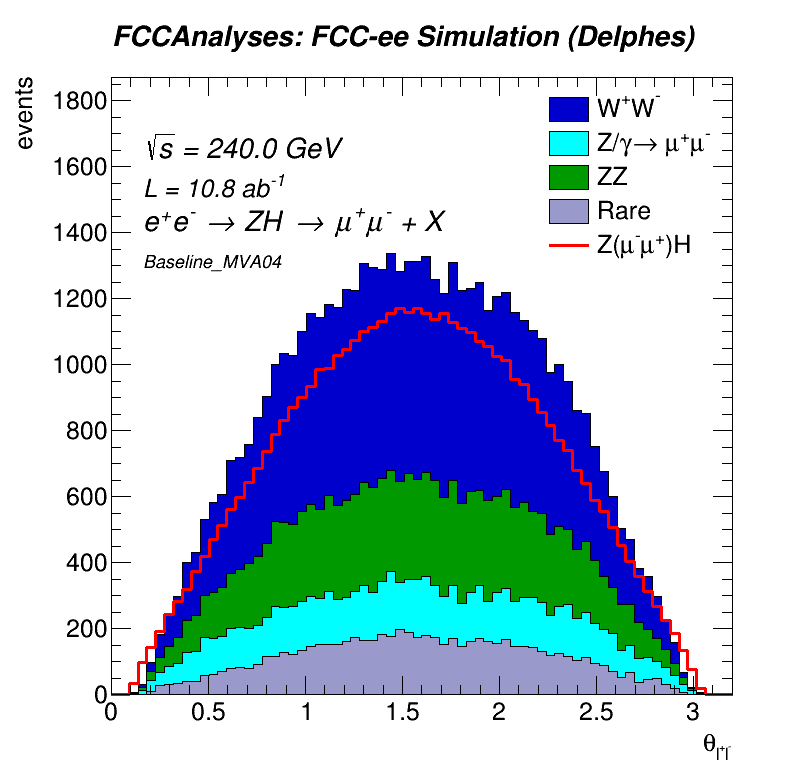 FCCAnalyses: FCC-ee Simulation (Delphes)
events
1800
1600
1400
1200
1000
800
600
400
200
0
√s = 240.0 GeV
L = 10.8 ab⁻¹
e⁺e⁻ → ZH → μ⁺μ⁻ + X
Baseline_MVA04
W⁺W⁻
Z/γ→ μ⁺μ⁻
ZZ
Rare
Z(μ⁻μ⁺)H
0 0.5 1 1.5 2 2.5 3
θ_l⁺l⁻